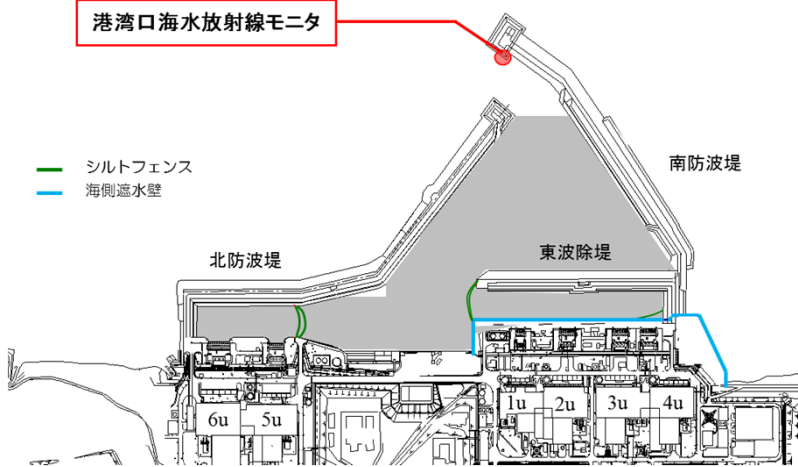 港湾口海水放射線モニタ
シルトフェンス
海側遮水壁
南防波堤
北防波堤
東波除堤
6u
5u
1u
2u
3u
4u